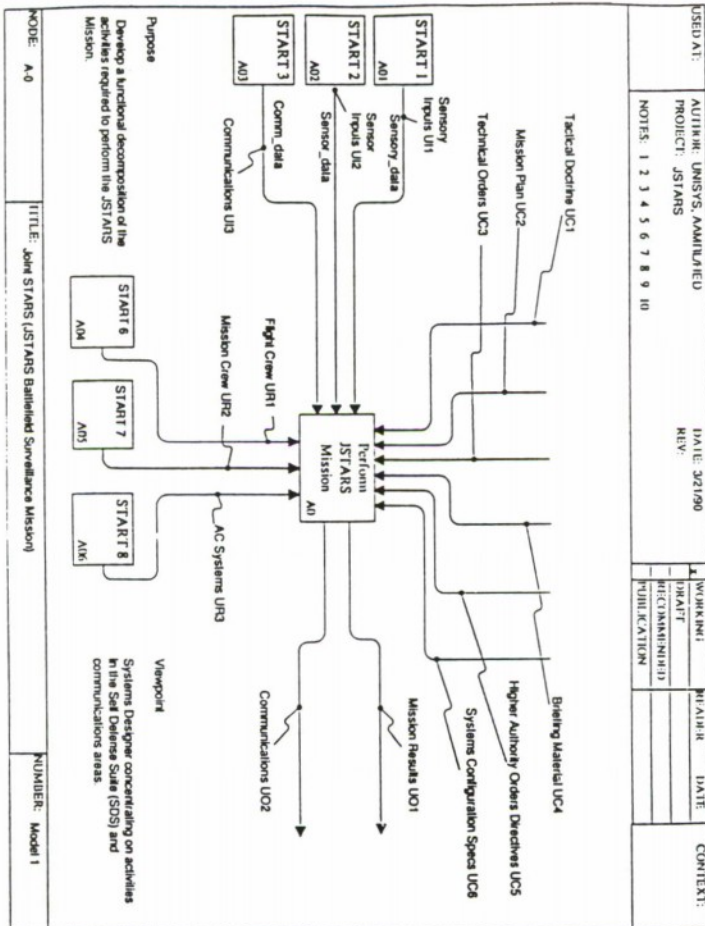 USED AT:
AUTHOR: UNISYS, AAMRL/HED
PROJECT: JSTARS
NOTES: 1 2 3 4 5 6 7 8 9 10
DATE: 3/21/90
REV:
WORKING
DRAFT
RECOMMENDED
PUBLICATION
READER
DATE
CONTEXT:
Tactical Doctrine UC1
Mission Plan UC2
Technical Orders UC3
Briefing Material UC4
Higher Authority Orders Directives UC5
Systems Configuration Specs UC6
START 1
A01
START 2
A02
START 3
A03
Sensory
Inputs UI1
Sensory_data
Sensor
Inputs UI2
Sensor_data
Comm_data
Communications UI3
Perform
JSTARS
Mission
A0
Mission Results UO1
Communications UO2
Flight Crew UR1
Mission Crew UR2
AC Systems UR3
START 6
A04
START 7
A05
START 8
A06
Purpose
Develop a functional decomposition of the
activities required to perform the JSTARS
Mission.
Viewpoint
Systems Designer concentrating on activities
in the Self Defense Suite (SDS) and
communications areas.
NODE: A-0
TITLE: Joint STARS (JSTARS Battlefield Surveillance Mission)
NUMBER: Model 1